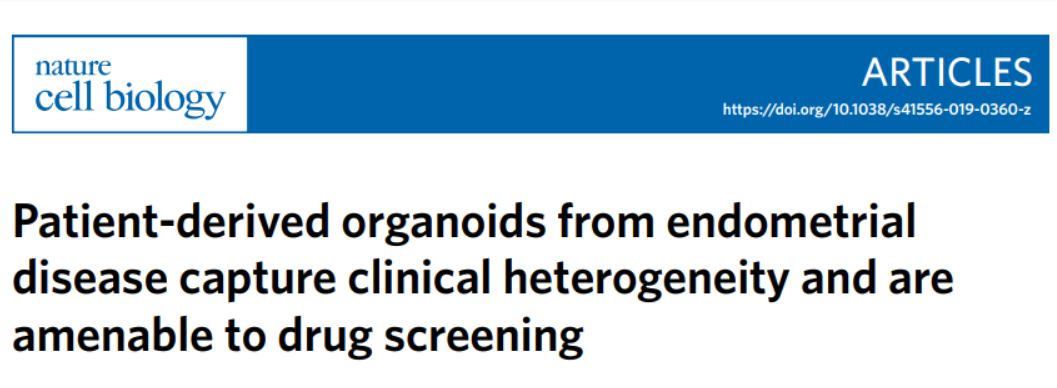 nature
cell biology
ARTICLES
https://doi.org/10.1038/s41556-019-0360-z
Patient-derived organoids from endometrial
disease capture clinical heterogeneity and are
amenable to drug screening